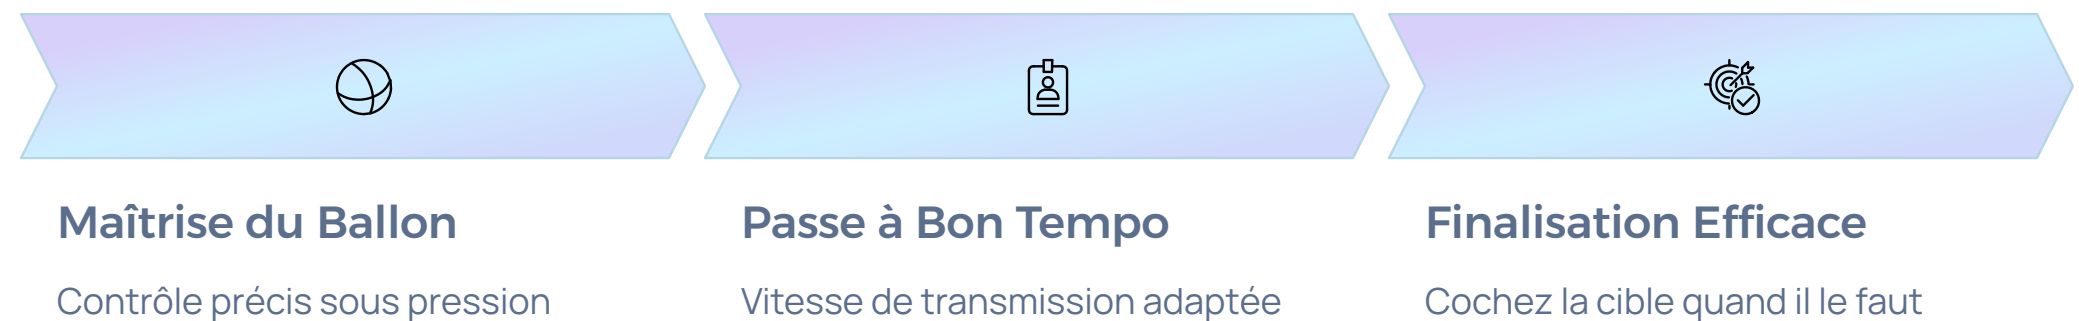 Maîtrise du Ballon
Contrôle précis sous pression
Passe à Bon Tempo
Vitesse de transmission adaptée
Finalisation Efficace
Cochez la cible quand il le faut